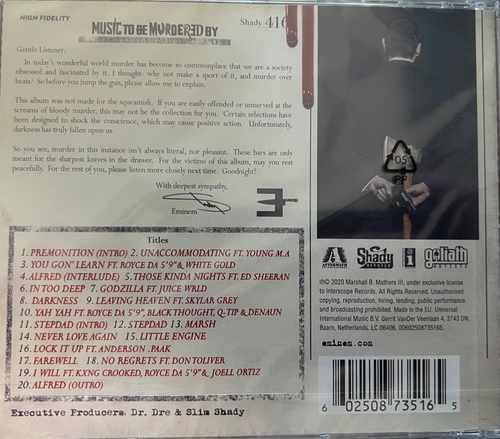 HIGH FIDELITY
MUSIC TO BE MURDERED BY
Shady 416
Gentle Listener,
In today's wonderful world murder has become so commonplace that we are a society
obsessed and fascinated by it. I thought why not make a sport of it, and murder over
beats? So before you jump the gun, please allow me to explain.
This album was not made for the squeamish. If you are easily offended or unnerved at the
screams of bloody murder, this may not be the collection for you. Certain selections have
been designed to shock the conscience, which may cause positive action. Unfortunately,
darkness has truly fallen upon us.
So you see, murder in this instance isn't always literal, nor pleasant. These bars are only
meant for the sharpest knives in the drawer. For the victims of this album, may you rest
peacefully. For the rest of you, please listen more closely next time. Goodnight!
With deepest sympathy,
Eminem
Titles
1. PREMONITION (INTRO) 2. UNACCOMMODATING FT. YOUNG M.A
3. YOU GON' LEARN FT. ROYCE DA 5'9" & WHITE GOLD
4. ALFRED (INTERLUDE) 5. THOSE KINDA NIGHTS FT. ED SHEERAN
6. IN TOO DEEP 7. GODZILLA FT. JUICE WRLD
8. DARKNESS 9. LEAVING HEAVEN FT. SKYLAR GREY
10. YAH YAH FT. ROYCE DA 5'9", BLACK THOUGHT, Q-TIP & DENAUN
11. STEPDAD (INTRO) 12. STEPDAD 13. MARSH
14. NEVER LOVE AGAIN 15. LITTLE ENGINE
16. LOCK IT UP FT. ANDERSON .PAAK
17. FAREWELL 18. NO REGRETS FT. DON TOLIVER
19. I WILL FT. KXNG CROOKED, ROYCE DA 5'9" & JOELL ORTIZ
20. ALFRED (OUTRO)
Executive Producers: Dr. Dre & Slim Shady
05
PP
AFTERMATH
Shady
RECORDS
goliath
℗© 2020 Marshall B. Mathers III, under exclusive license
to Interscope Records. All Rights Reserved. Unauthorised
copying, reproduction, hiring, lending, public performance
and broadcasting prohibited. Made in the E.U. Universal
International Music B.V. Gerrit VanDer Veenlaan 4, 3743 DN,
Baarn, Netherlands. LC 06406. 00602508735165.
eminem.com
6 02508 73516 5